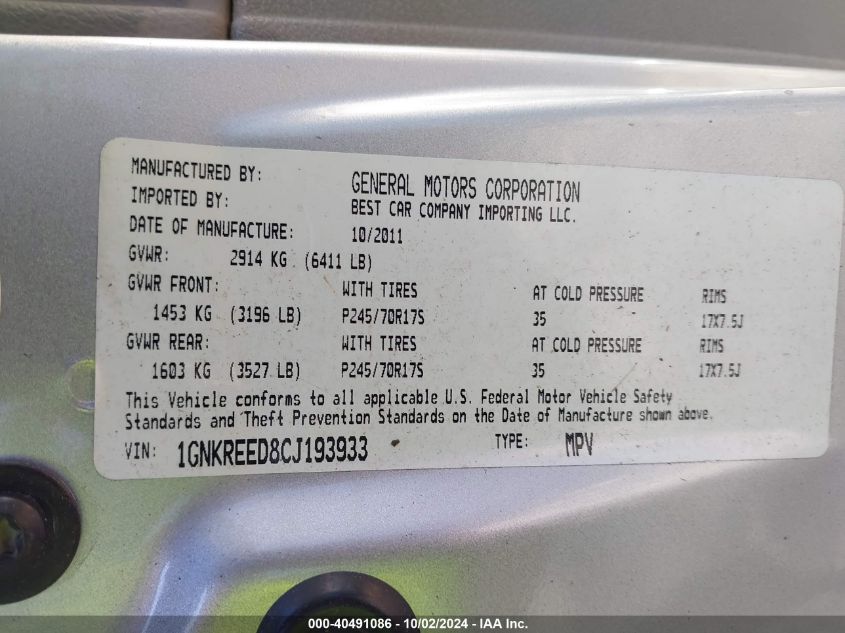 MANUFACTURED BY: GENERAL MOTORS CORPORATION
IMPORTED BY: BEST CAR COMPANY IMPORTING LLC.
DATE OF MANUFACTURE: 10/2011
GVWR: 2914 KG (6411 LB)
GVWR FRONT: WITH TIRES AT COLD PRESSURE RIMS
1453 KG (3196 LB) P245/70R17S 35 17X7.5J
GVWR REAR: WITH TIRES AT COLD PRESSURE RIMS
1603 KG (3527 LB) P245/70R17S 35 17X7.5J
This Vehicle conforms to all applicable U.S. Federal Motor Vehicle Safety
Standards and Theft Prevention Standards on the Date of Manufacture shown above.
VIN: 1GNKREED8CJ193933 TYPE: MPV
000-40491086 - 10/02/2024 - IAA Inc.